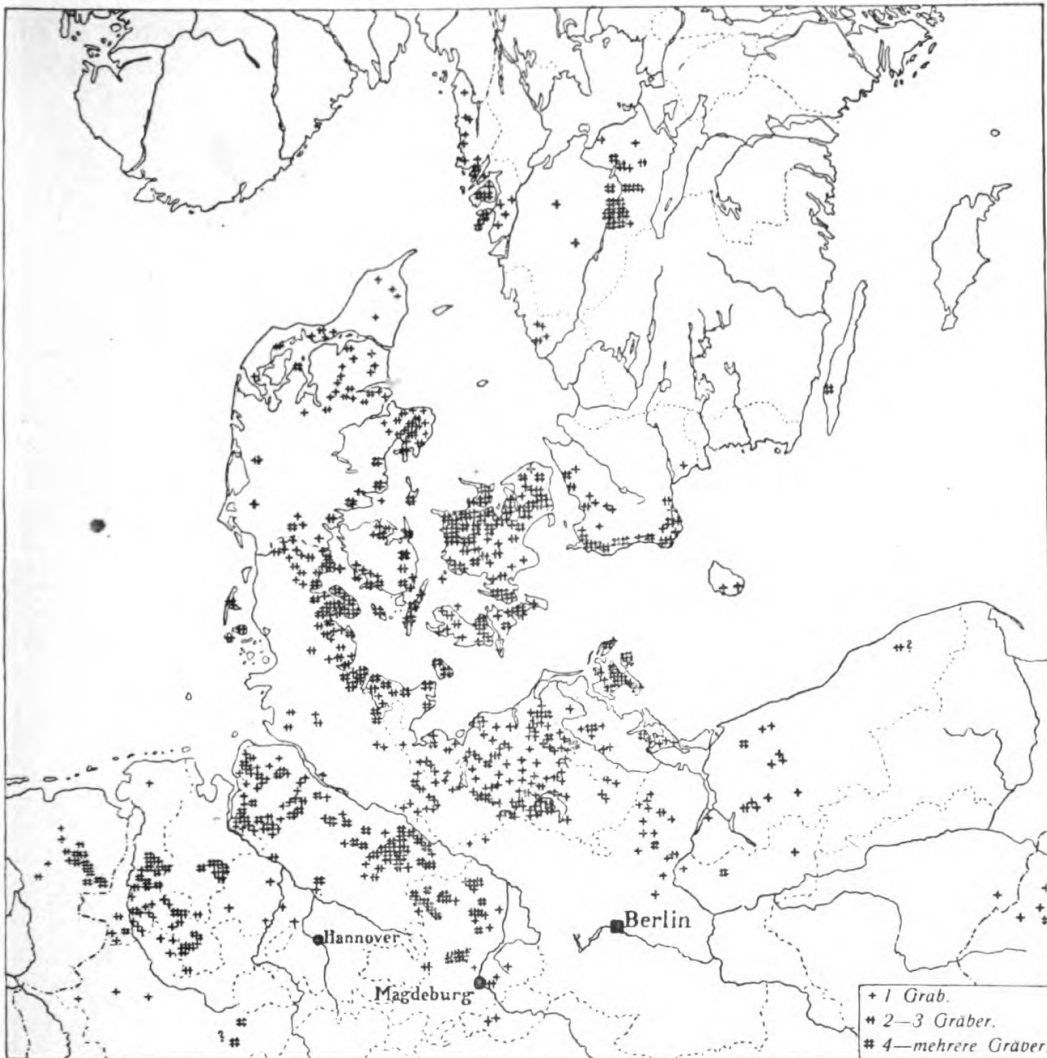 ?
Berlin
Hannover
Magdeburg
?
+ 1 Grab.
⧺ 2—3 Gräber.
# 4—mehrere Gräber